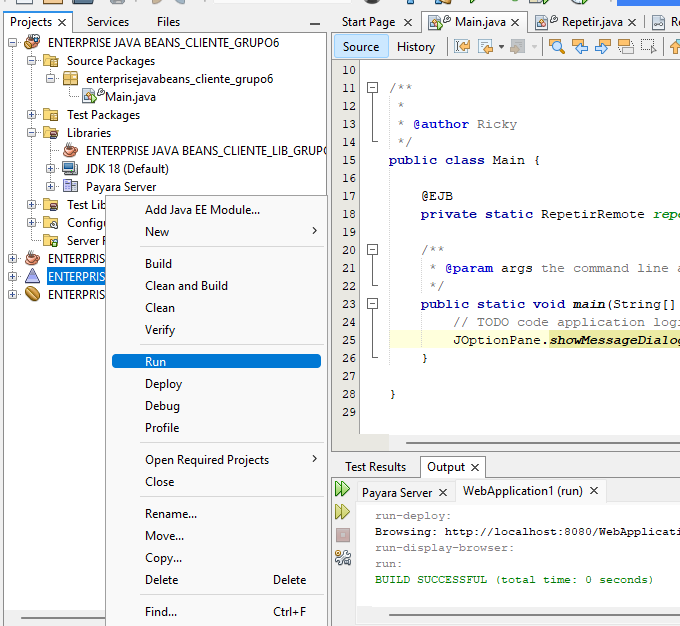 Projects
Services
Files
ENTERPRISE JAVA BEANS_CLIENTE_GRUPO6
Source Packages
enterprisejavabeans_cliente_grupo6
Main.java
Test Packages
Libraries
ENTERPRISE JAVA BEANS_CLIENTE_LIB_GRUPO
JDK 18 (Default)
Payara Server
Test Lib
Configu
Server R
ENTERPRIS
ENTERPRIS
ENTERPRIS
Add Java EE Module...
New
Build
Clean and Build
Clean
Verify
Run
Deploy
Debug
Profile
Open Required Projects
Close
Rename...
Move...
Copy...
Delete Delete
Find... Ctrl+F
Start Page
Main.java
Repetir.java
Re
Source
History
10
11 /**
12 *
13 * @author Ricky
14 */
15 public class Main {
16
17 @EJB
18 private static RepetirRemote repe
19
20 /**
21 * @param args the command line a
22 */
23 public static void main(String[]
24 // TODO code application logi
25 JOptionPane.showMessageDialog
26 }
27
28 }
29
Test Results
Output
Payara Server
WebApplication1 (run)
run-deploy:
Browsing: http://localhost:8080/WebApplicati
run-display-browser:
run:
BUILD SUCCESSFUL (total time: 0 seconds)